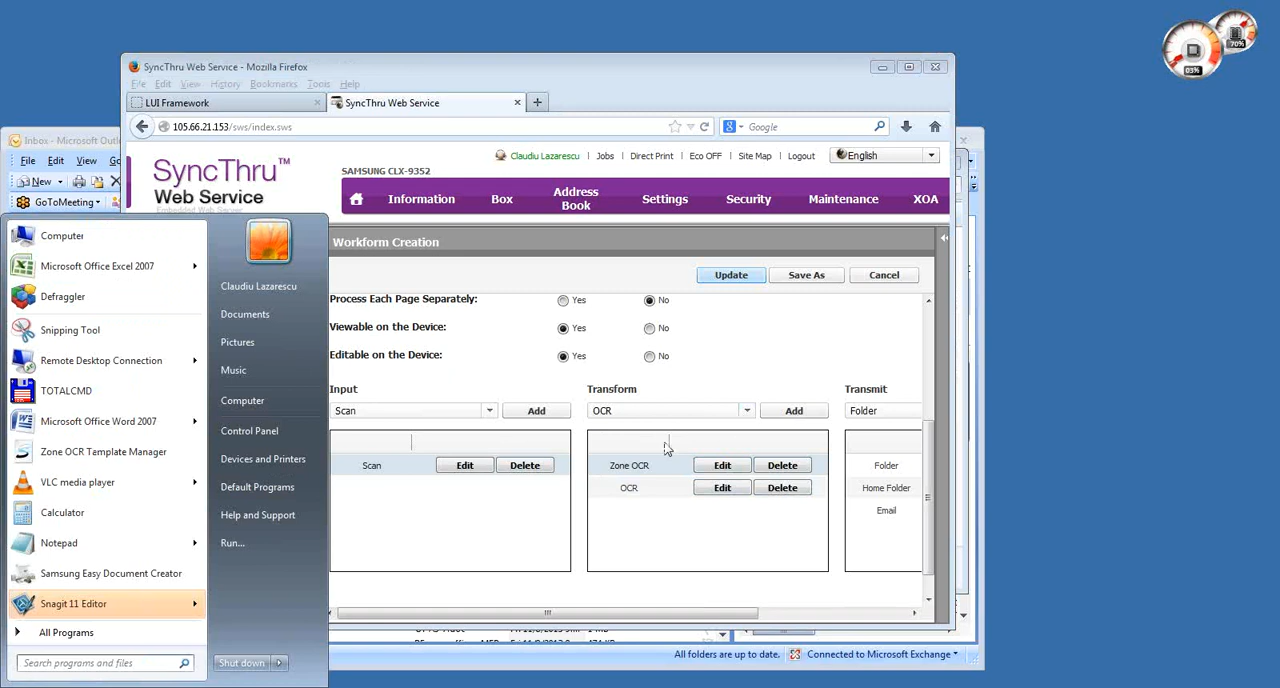 SyncThru Web Service - Mozilla Firefox
File Edit View History Bookmarks Tools Help
LUI Framework
SyncThru Web Service
105.66.21.153/sws/index.sws
Google
Inbox - Microsoft Outl
File Edit View Go
New
GoToMeeting
SyncThru™
Web Service
Claudiu Lazarescu Jobs Direct Print Eco OFF Site Map Logout English
SAMSUNG CLX-9352
Information Box Address Book Settings Security Maintenance XOA
Workform Creation
Update Save As Cancel
Process Each Page Separately: Yes No
Viewable on the Device: Yes No
Editable on the Device: Yes No
Input Transform Transmit
Scan Add OCR Add Folder
Scan Edit Delete Zone OCR Edit Delete Folder
OCR Edit Delete Home Folder
Email
Computer
Microsoft Office Excel 2007
Defraggler
Snipping Tool
Remote Desktop Connection
TOTALCMD
Microsoft Office Word 2007
Zone OCR Template Manager
VLC media player
Calculator
Notepad
Samsung Easy Document Creator
Snagit 11 Editor
All Programs
Search programs and files
Claudiu Lazarescu
Documents
Pictures
Music
Computer
Control Panel
Devices and Printers
Default Programs
Help and Support
Run...
Shut down
All folders are up to date. Connected to Microsoft Exchange
03%
70%